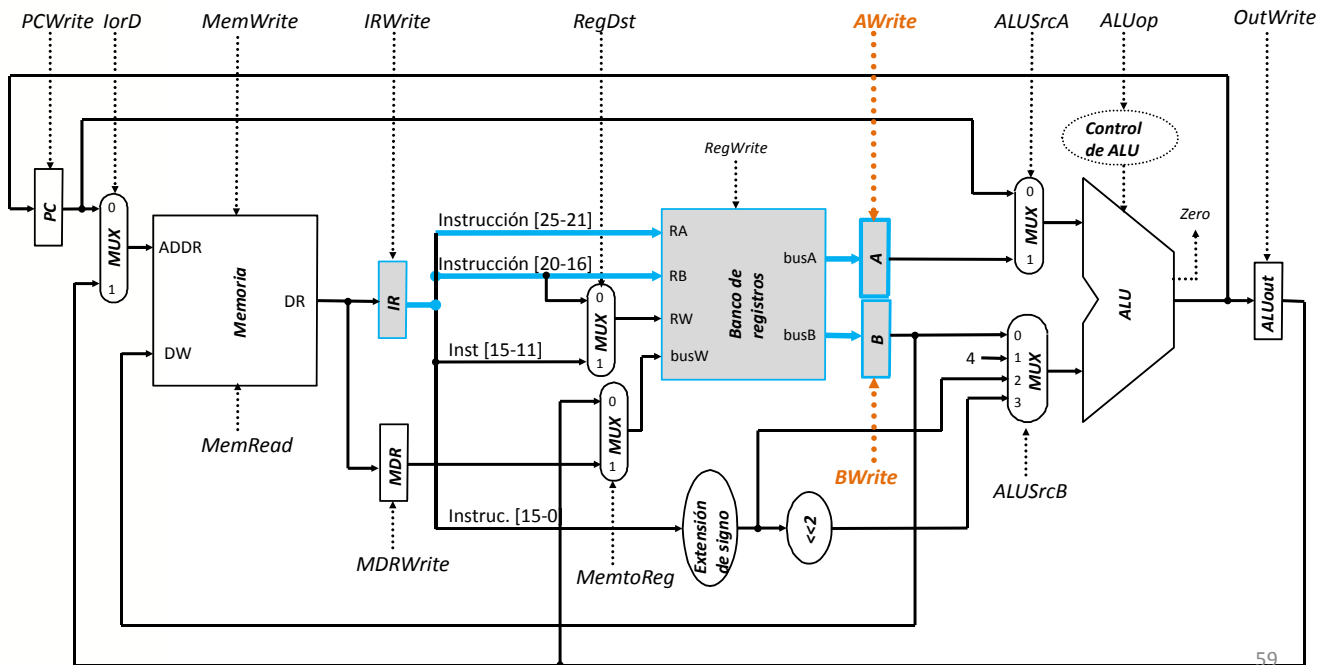 PCWrite IorD MemWrite IRWrite RegDst AWrite ALUSrcA ALUop OutWrite
Control
de ALU
RegWrite
PC
MUX
0
1
ADDR
Memoria
DR
DW
MemRead
IR
Instrucción [25-21]
Instrucción [20-16]
Inst [15-11]
Instruc. [15-0]
MUX
0
1
MUX
0
1
MDR
MDRWrite
MemtoReg
RA
RB
RW
busW
Banco de
registros
busA
busB
A
B
BWrite
Extensión
de signo
<<2
MUX
0
1
4
MUX
0
1
2
3
ALUSrcB
ALU
Zero
ALUout
59